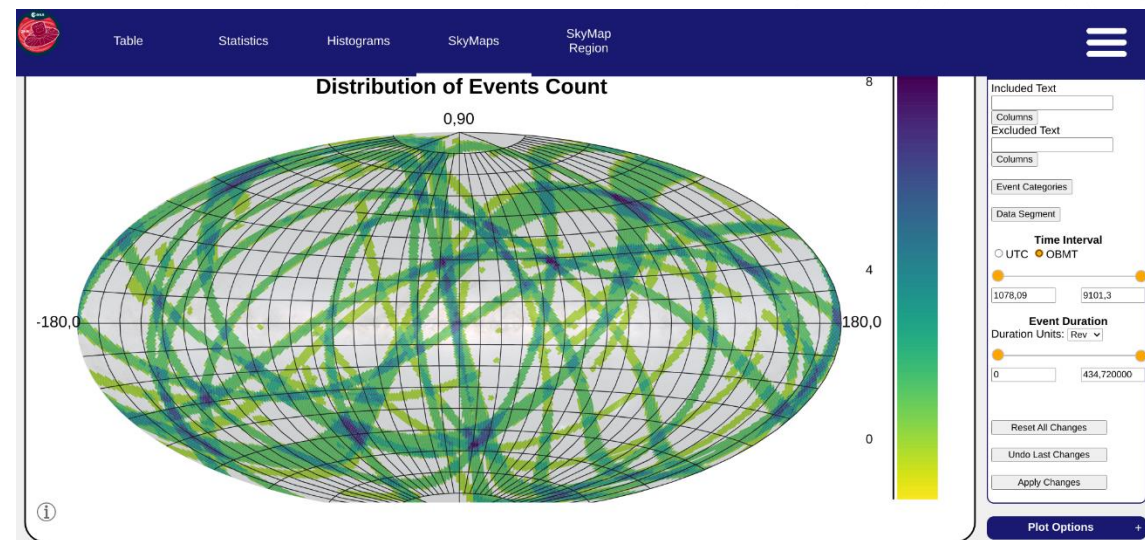 esa
Table
Statistics
Histograms
SkyMaps
SkyMap
Region
Distribution of Events Count
0,90
-180,0
180,0
8
4
0
Included Text
Columns
Excluded Text
Columns
Event Categories
Data Segment
Time Interval
UTC OBMT
1078,09 9101,3
Event Duration
Duration Units: Rev
0 434,720000
Reset All Changes
Undo Last Changes
Apply Changes
Plot Options +
i